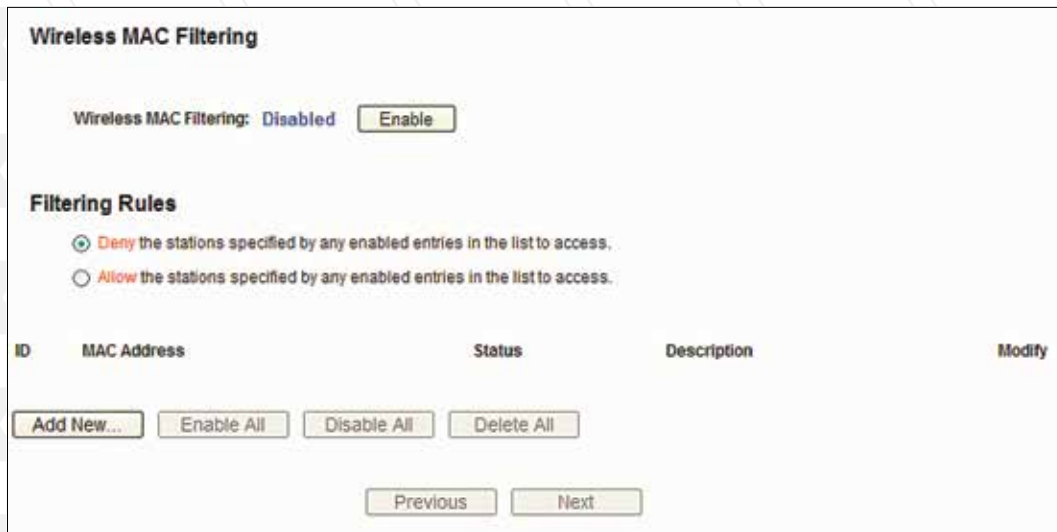 Wireless MAC Filtering
Wireless MAC Filtering: Disabled Enable
Filtering Rules
Deny the stations specified by any enabled entries in the list to access.
Allow the stations specified by any enabled entries in the list to access.
ID MAC Address Status Description Modify
Add New... Enable All Disable All Delete All
Previous Next